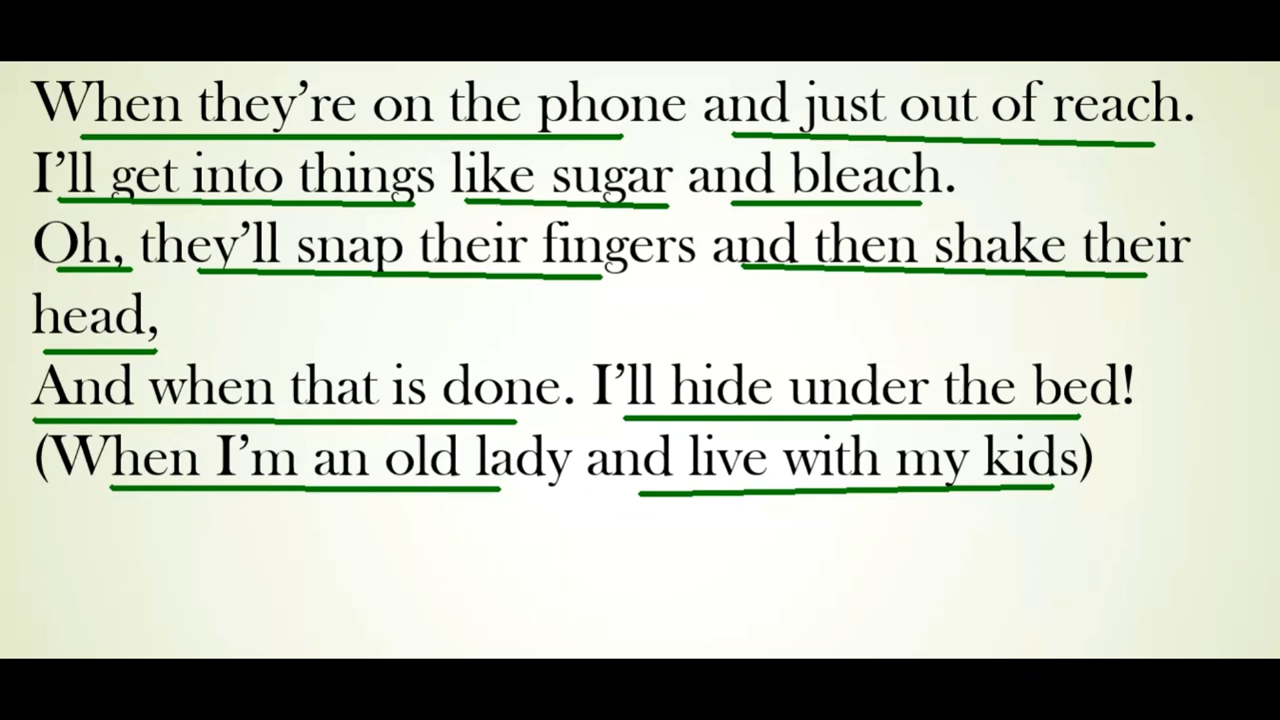 When they're on the phone and just out of reach.
I'll get into things like sugar and bleach.
Oh, they'll snap their fingers and then shake their
head,
And when that is done. I'll hide under the bed!
(When I'm an old lady and live with my kids)